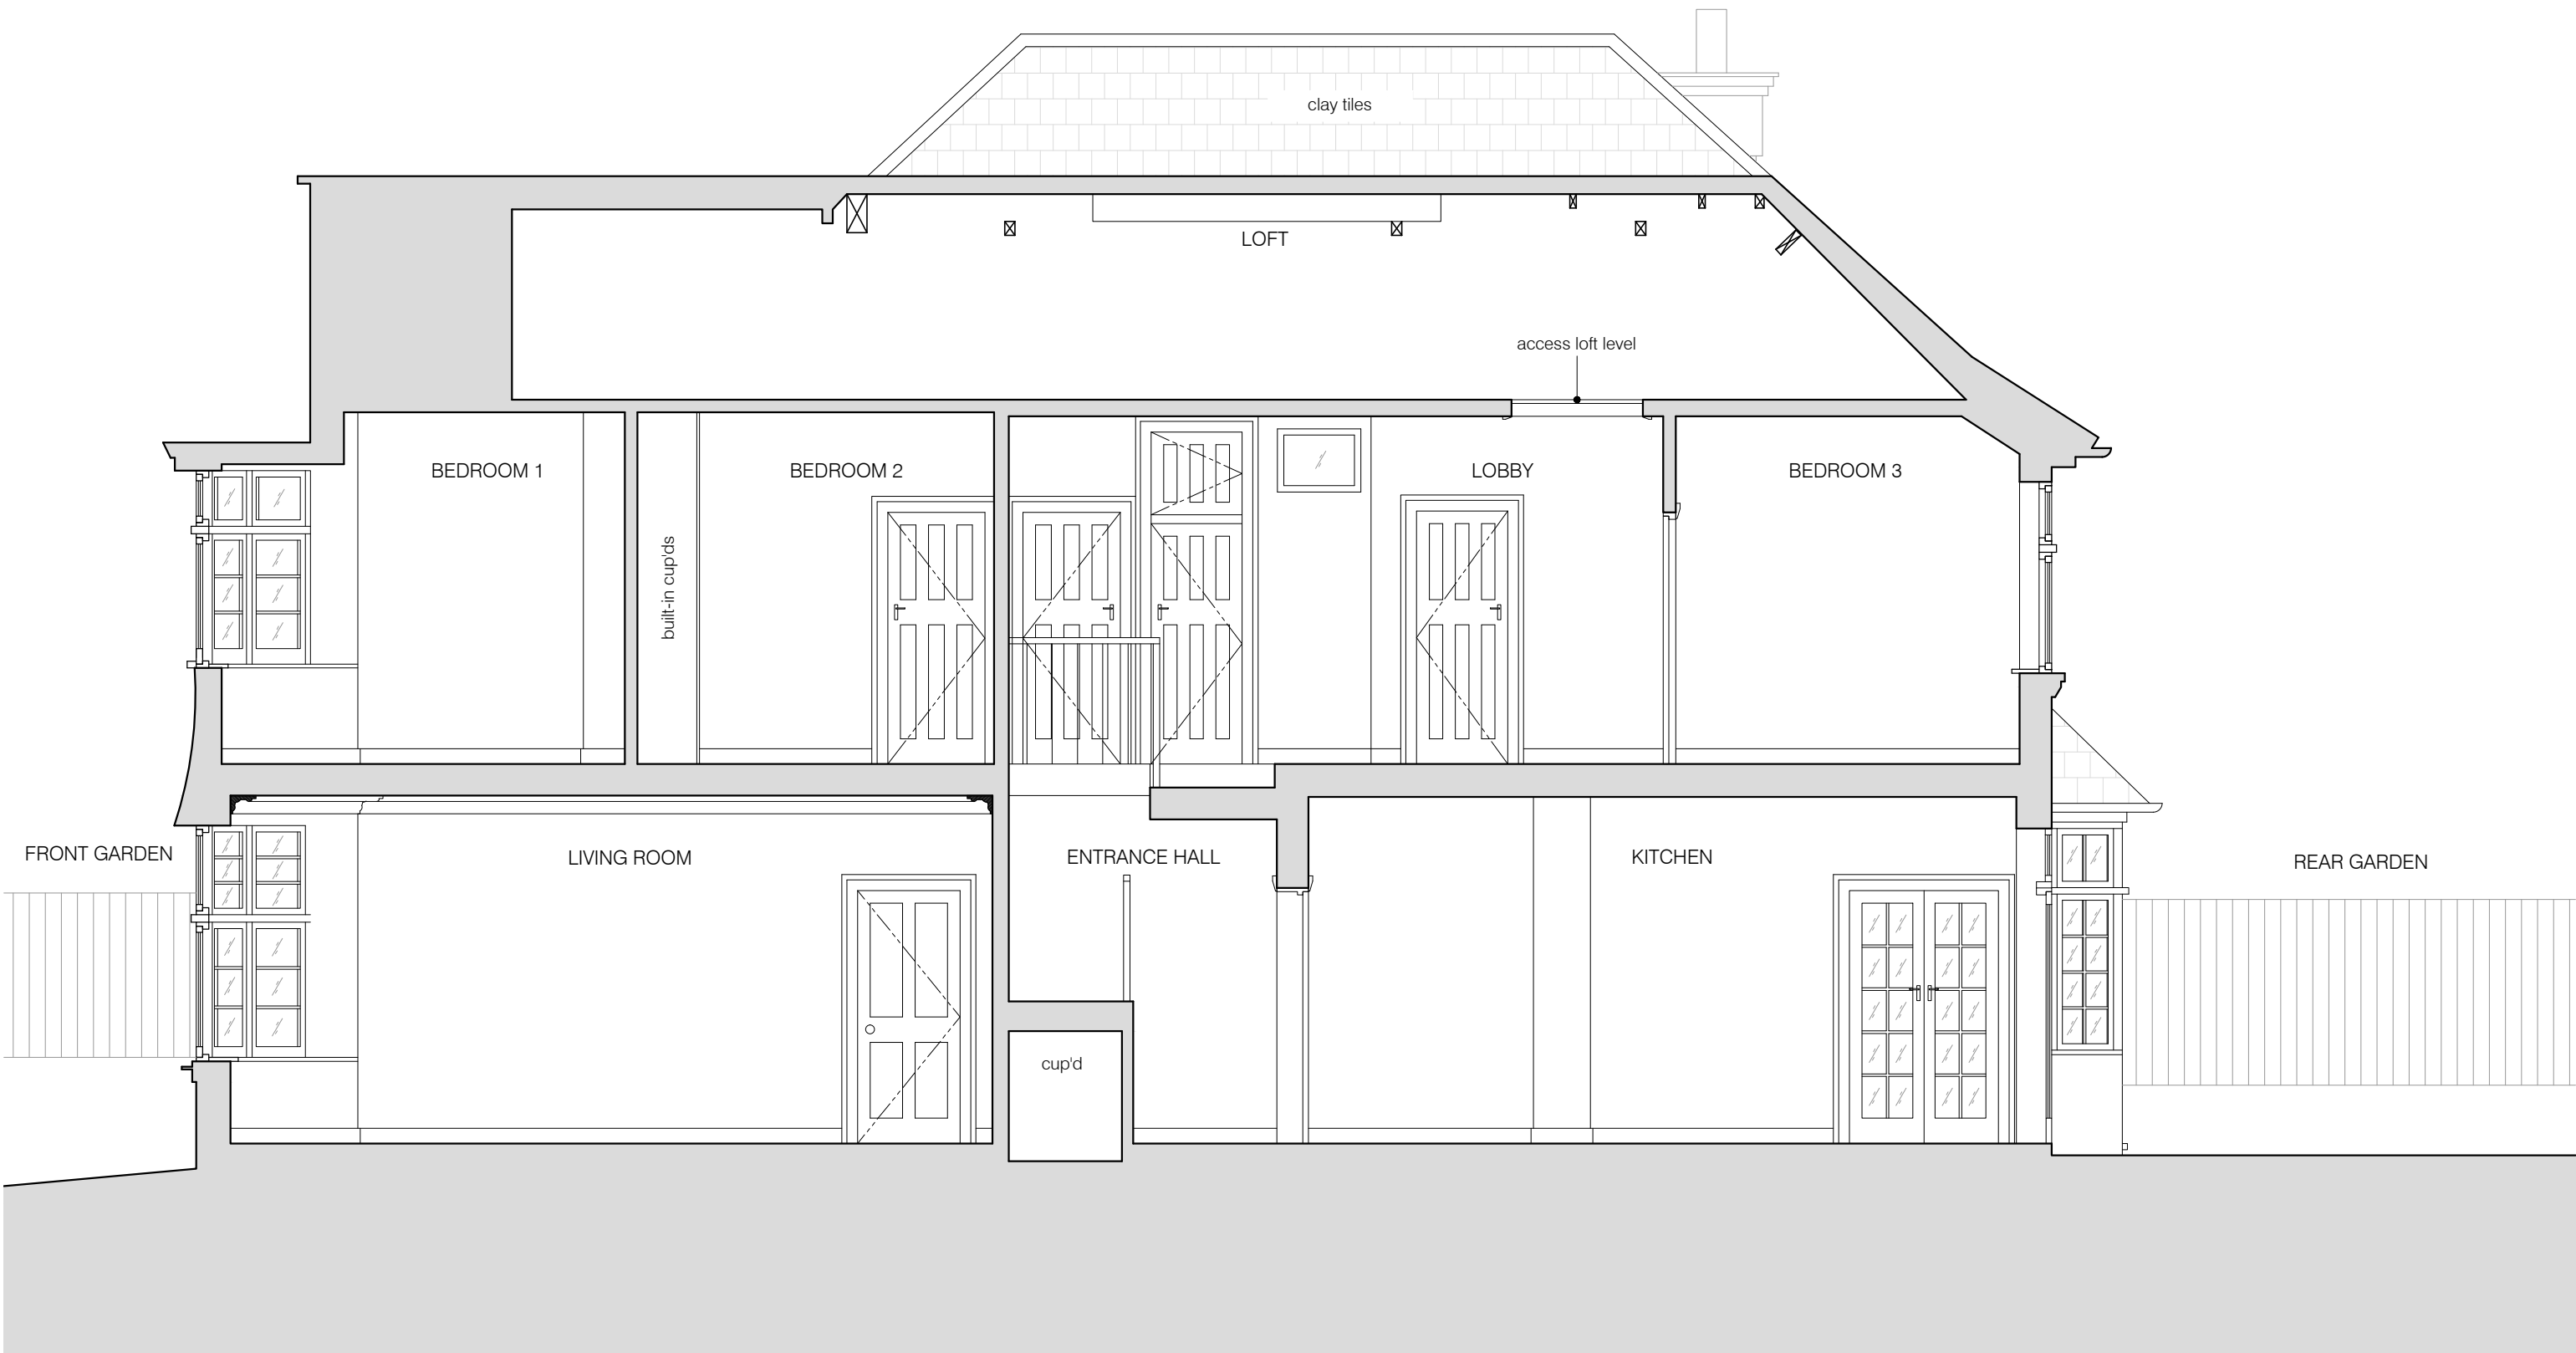 clay tiles
LOFT
access loft level
BEDROOM 1
BEDROOM 2
LOBBY
BEDROOM 3
built-in cup'ds
FRONT GARDEN
LIVING ROOM
ENTRANCE HALL
KITCHEN
REAR GARDEN
cup'd